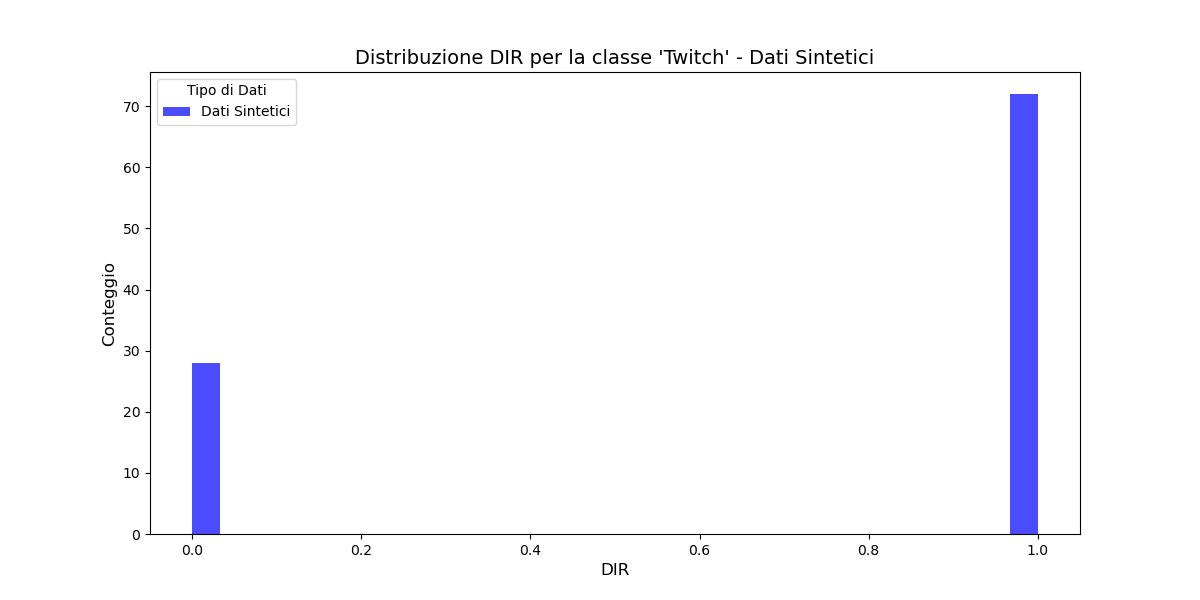 Distribuzione DIR per la classe 'Twitch' - Dati Sintetici
Tipo di Dati
Dati Sintetici
70
60
50
40
30
20
10
0
Conteggio
0.0 0.2 0.4 0.6 0.8 1.0
DIR